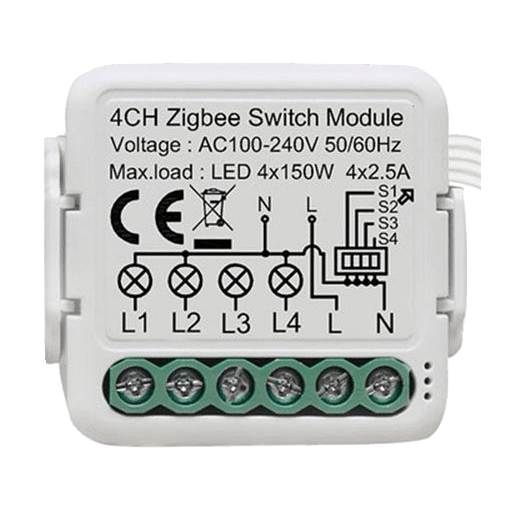 4CH Zigbee Switch Module
Voltage : AC100-240V 50/60Hz
Max.load : LED 4x150W 4x2.5A
CE
N L
S1
S2
S3
S4
L1 L2 L3 L4 L N